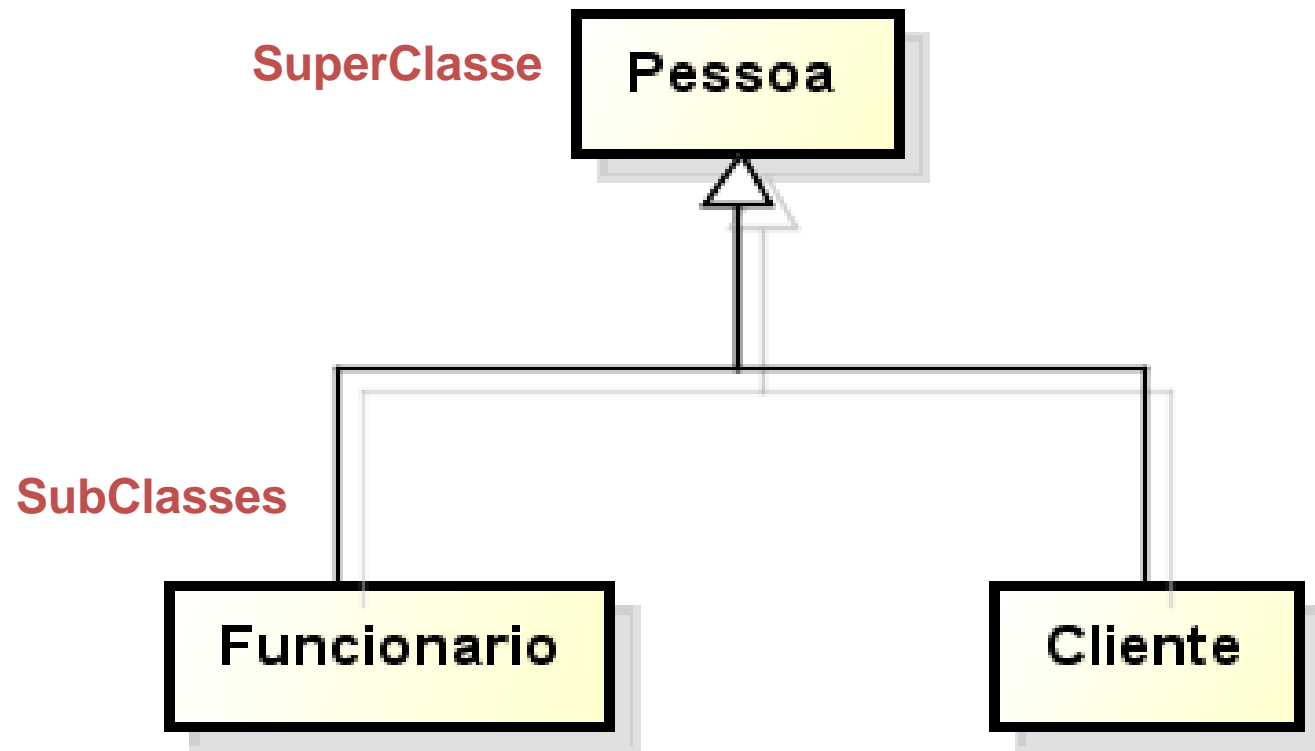 SuperClasse
Pessoa
SubClasses
Funcionario
Cliente